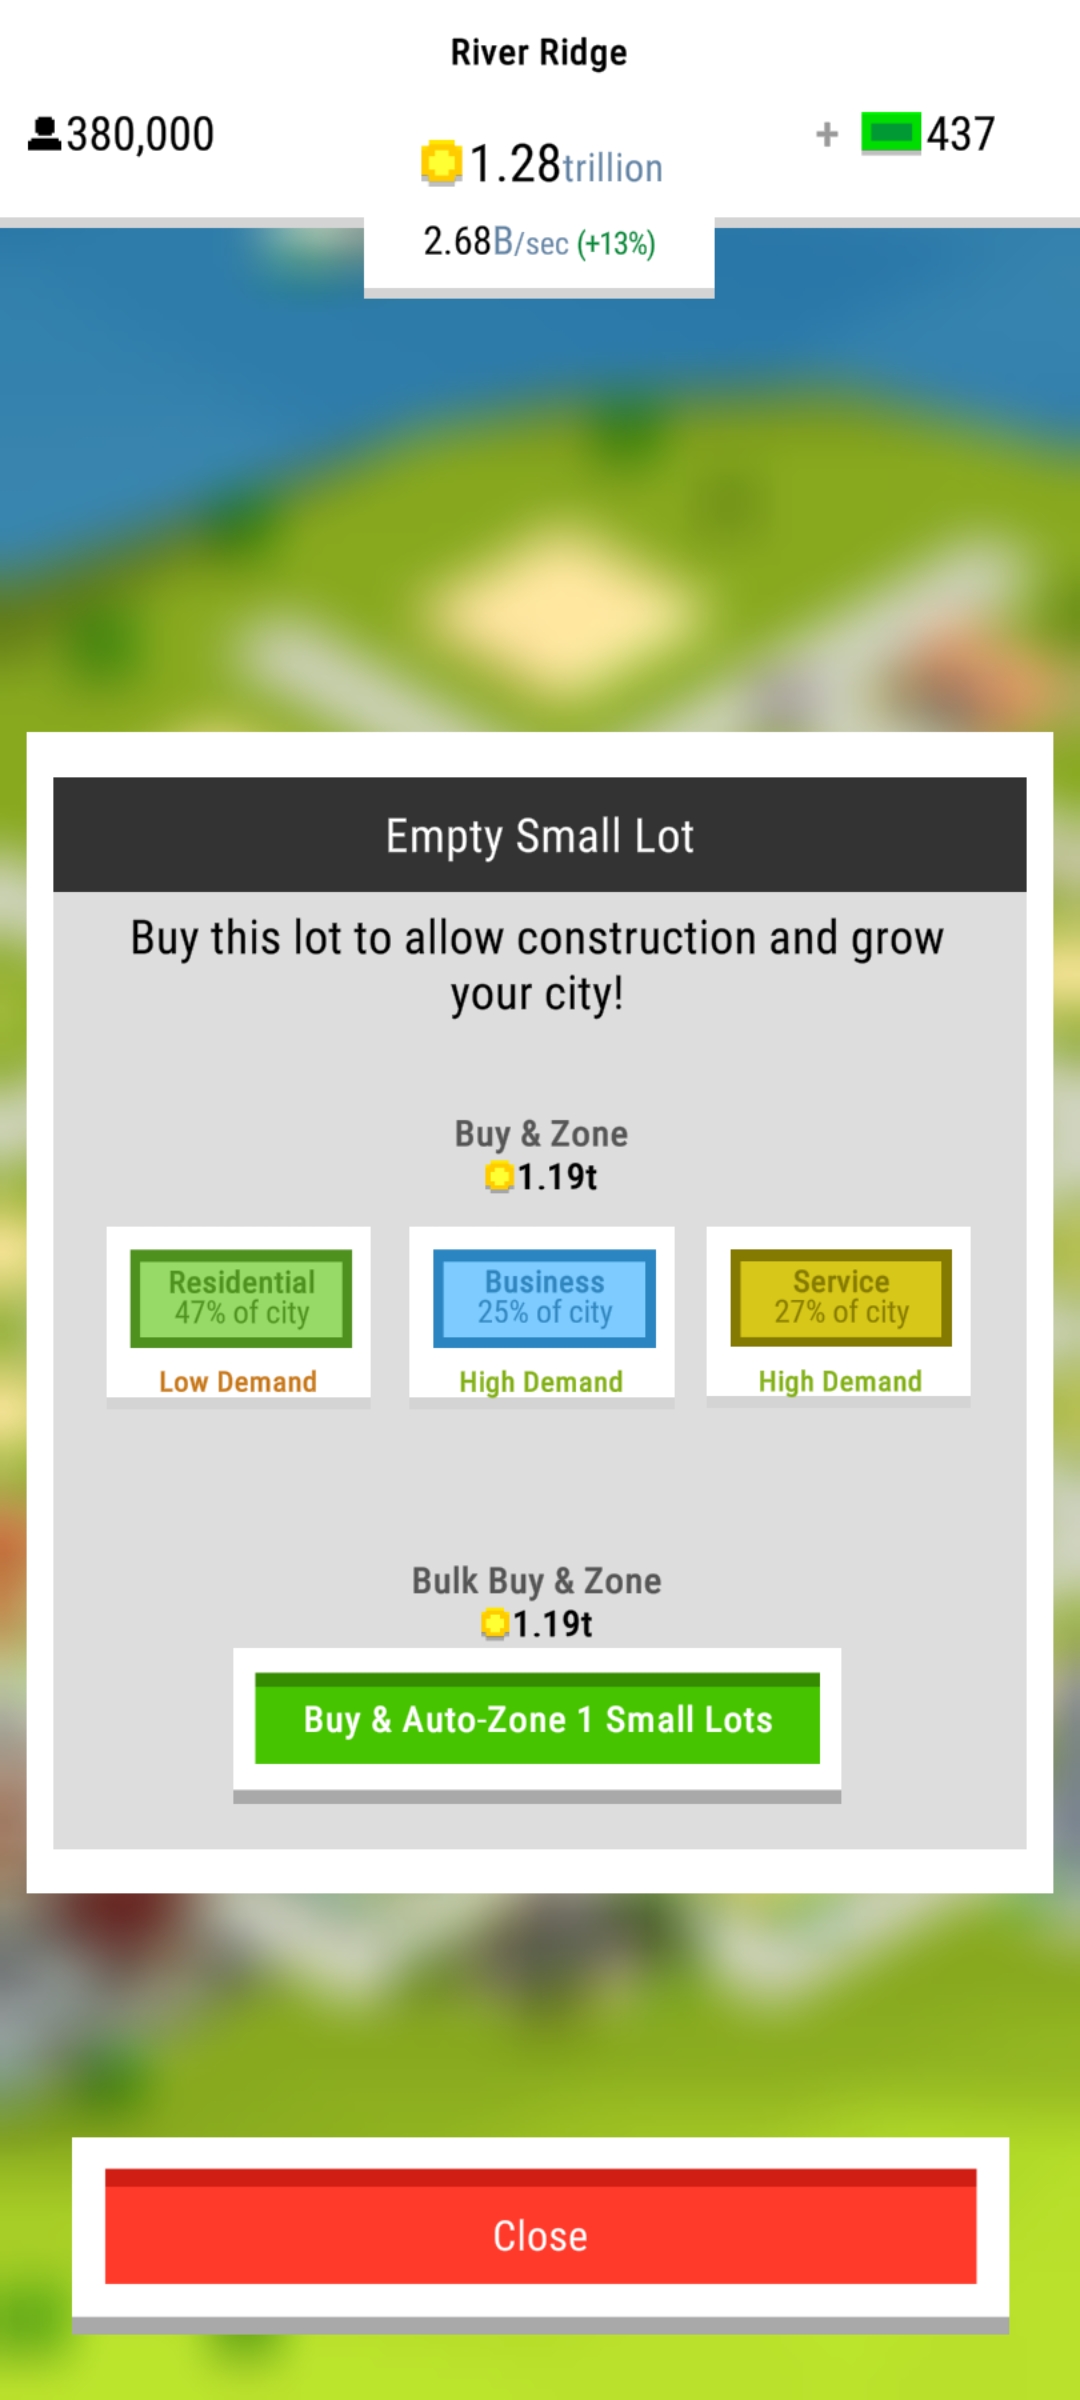 River Ridge
380,000
1.28trillion
+ 437
2.68B/sec (+13%)
Empty Small Lot
Buy this lot to allow construction and grow
your city!
Buy & Zone
1.19t
Residential
47% of city
Low Demand
Business
25% of city
High Demand
Service
27% of city
High Demand
Bulk Buy & Zone
1.19t
Buy & Auto-Zone 1 Small Lots
Close